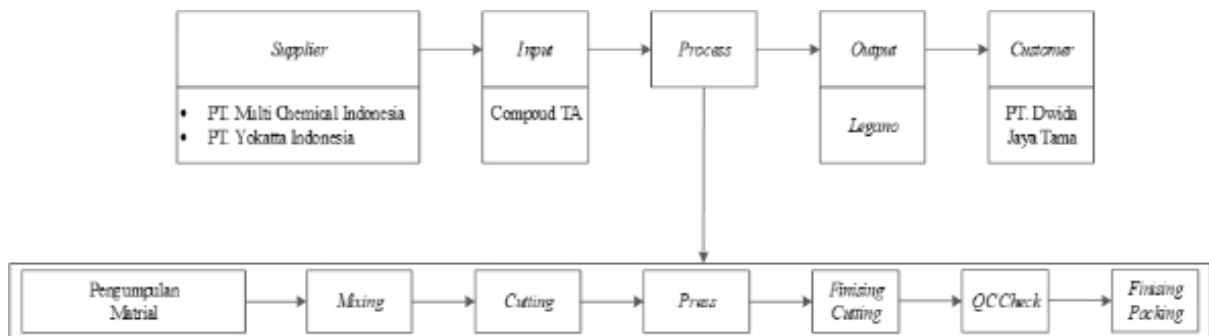 Supplier
Input
Process
Output
Customer
• PT. Multi Chemical Indonesia
• PT. Yokatta Indonesia
Compoud TA
Legano
PT. Dwida
Jaya Tama
Pengumpulan
Matrial
Mixing
Cutting
Press
Finising
Cutting
QC Check
Finising
Packing